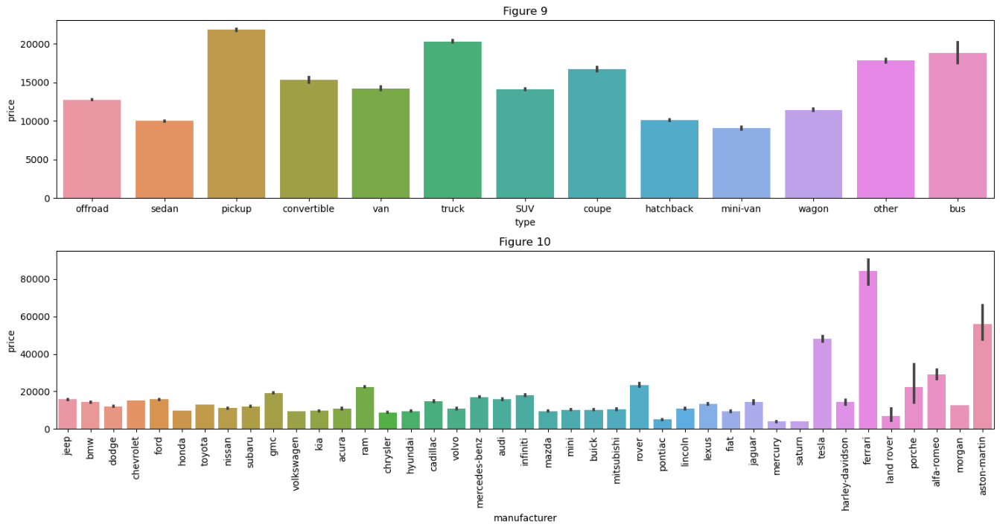 Figure 9
20000
15000
10000
5000
0
price
offroad sedan pickup convertible van truck SUV coupe hatchback mini-van wagon other bus
type
Figure 10
80000
60000
40000
20000
0
price
jeep
bmw
dodge
chevrolet
ford
honda
toyota
nissan
subaru
gmc
volkswagen
kia
acura
ram
chrysler
hyundai
cadillac
volvo
mercedes-benz
audi
infiniti
mazda
mini
buick
mitsubishi
rover
pontiac
lincoln
lexus
fiat
jaguar
mercury
saturn
tesla
harley-davidson
ferrari
land rover
porche
alfa-romeo
morgan
aston-martin
manufacturer